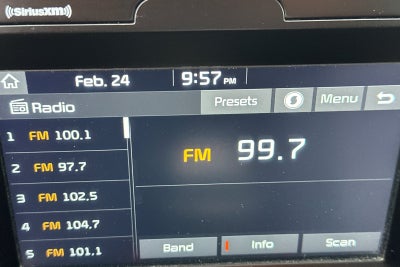 SiriusXM
Feb. 24 9:57 PM
Radio Presets Menu
1 FM 100.1
2 FM 97.7
3 FM 102.5
4 FM 104.7
5 FM 101.1
FM 99.7
Band Info Scan